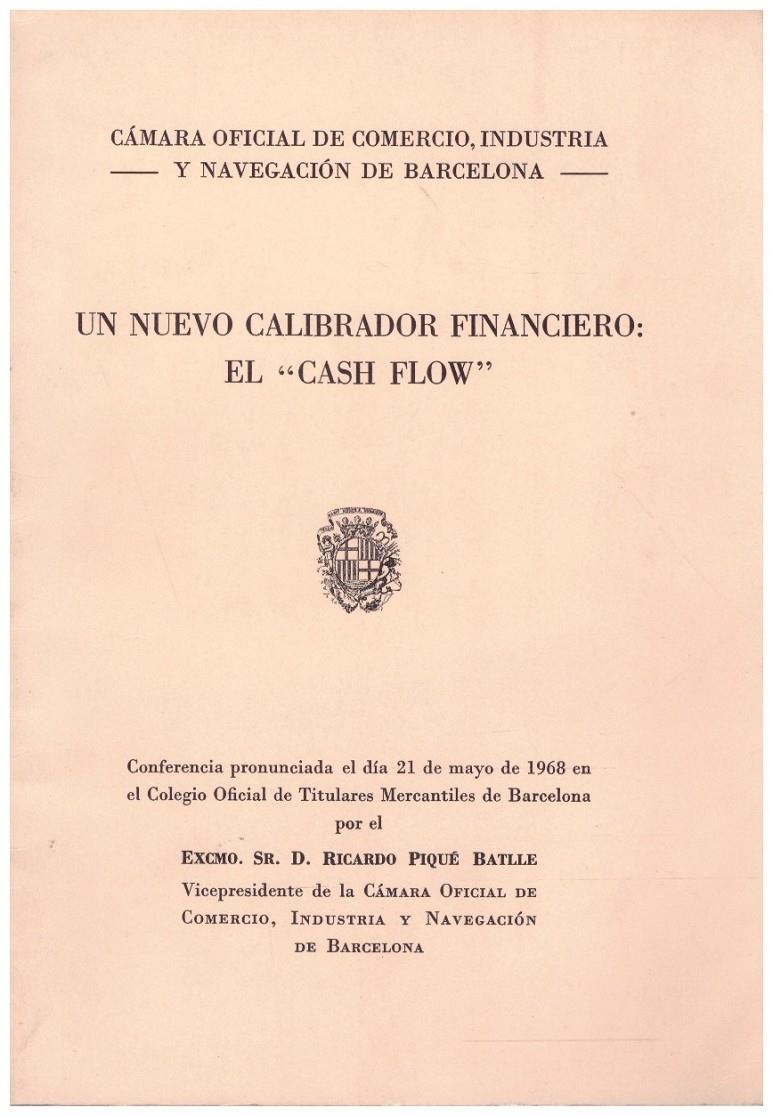 CÁMARA OFICIAL DE COMERCIO, INDUSTRIA
Y NAVEGACIÓN DE BARCELONA
UN NUEVO CALIBRADOR FINANCIERO:
EL “CASH FLOW”
Conferencia pronunciada el día 21 de mayo de 1968 en
el Colegio Oficial de Titulares Mercantiles de Barcelona
por el
EXCMO. SR. D. RICARDO PIQUÉ BATLLE
Vicepresidente de la CÁMARA OFICIAL DE
COMERCIO, INDUSTRIA Y NAVEGACIÓN
DE BARCELONA